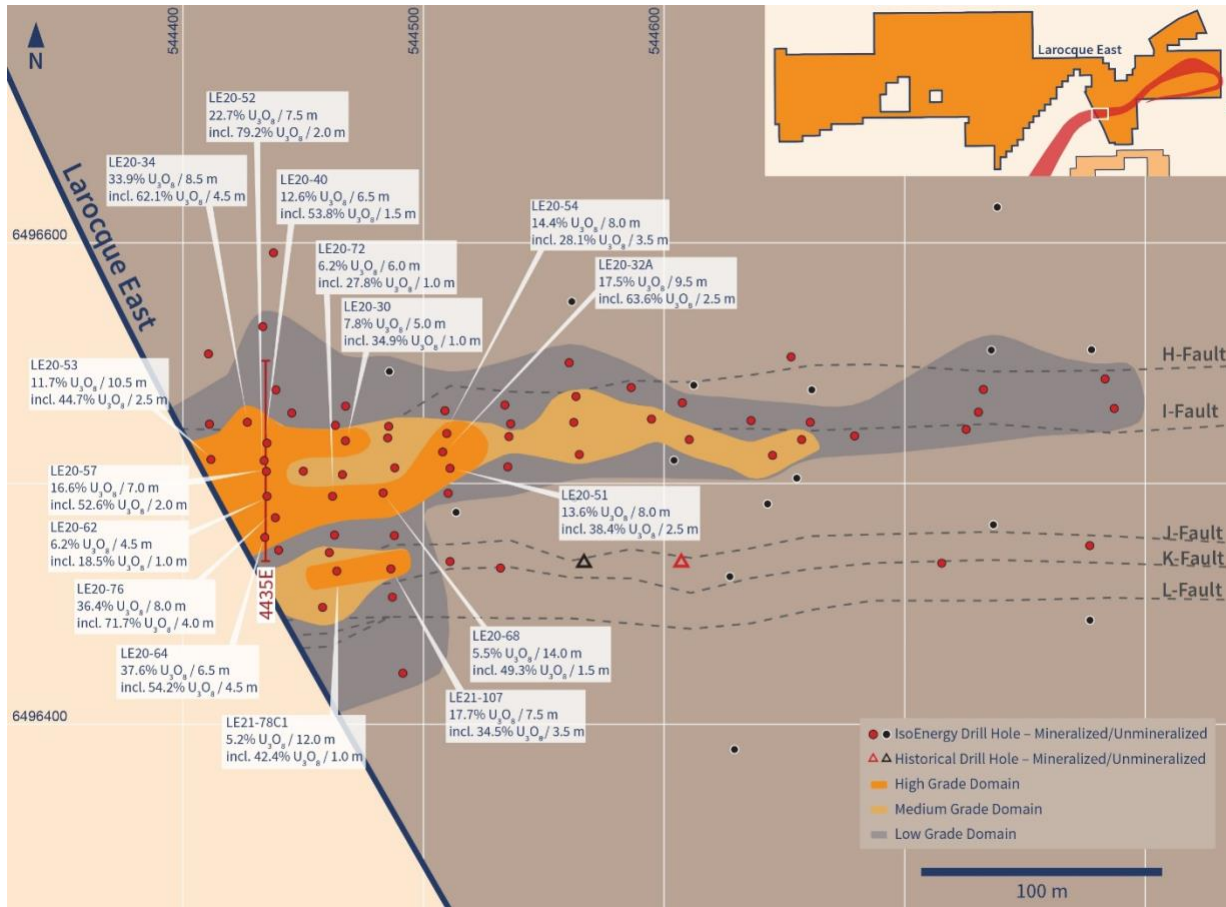 5444400
5444500
5444600
N
Larocque East
Larocque East
LE20-52
22.7% U₃O₈ / 7.5 m
incl. 79.2% U₃O₈ / 2.0 m
LE20-34
33.9% U₃O₈ / 8.5 m
incl. 62.1% U₃O₈ / 4.5 m
LE20-40
12.6% U₃O₈ / 6.5 m
incl. 53.8% U₃O₈ / 1.5 m
LE20-54
14.4% U₃O₈ / 8.0 m
incl. 28.1% U₃O₈ / 3.5 m
6496600
LE20-72
6.2% U₃O₈ / 6.0 m
incl. 27.8% U₃O₈ / 1.0 m
LE20-32A
17.5% U₃O₈ / 9.5 m
incl. 63.6% U₃O₈ / 2.5 m
LE20-30
7.8% U₃O₈ / 5.0 m
incl. 34.9% U₃O₈ / 1.0 m
LE20-53
11.7% U₃O₈ / 10.5 m
incl. 44.7% U₃O₈ / 2.5 m
H-Fault
I-Fault
LE20-57
16.6% U₃O₈ / 7.0 m
incl. 52.6% U₃O₈ / 2.0 m
LE20-51
13.6% U₃O₈ / 8.0 m
incl. 38.4% U₃O₈ / 2.5 m
LE20-62
6.2% U₃O₈ / 4.5 m
incl. 18.5% U₃O₈ / 1.0 m
J-Fault
K-Fault
L-Fault
4435E
LE20-76
36.4% U₃O₈ / 8.0 m
incl. 71.7% U₃O₈ / 4.0 m
LE20-68
5.5% U₃O₈ / 14.0 m
incl. 49.3% U₃O₈ / 1.5 m
LE20-64
37.6% U₃O₈ / 6.5 m
incl. 54.2% U₃O₈ / 4.5 m
LE21-107
17.7% U₃O₈ / 7.5 m
incl. 34.5% U₃O₈ / 3.5 m
LE21-78C1
5.2% U₃O₈ / 12.0 m
incl. 42.4% U₃O₈ / 1.0 m
6496400
IsoEnergy Drill Hole – Mineralized/Unmineralized
Historical Drill Hole – Mineralized/Unmineralized
High Grade Domain
Medium Grade Domain
Low Grade Domain
100 m